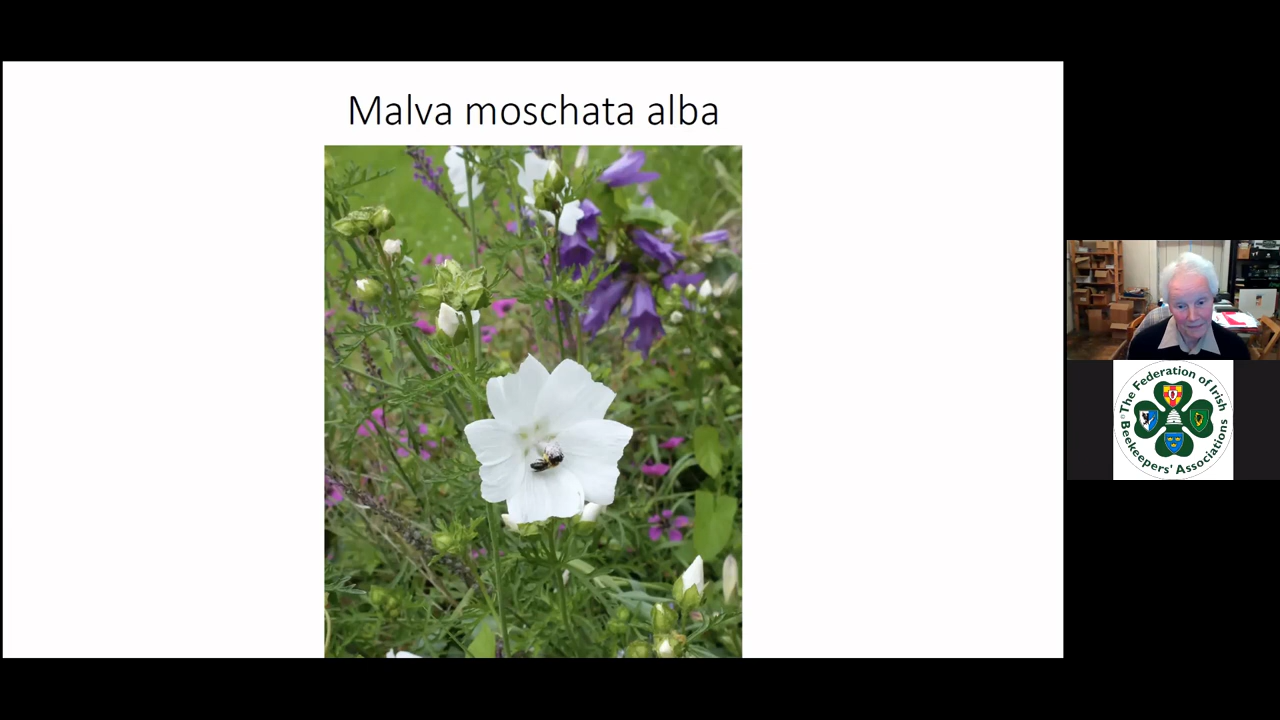 Malva moschata alba
The Federation of Irish
Beekeepers' Associations